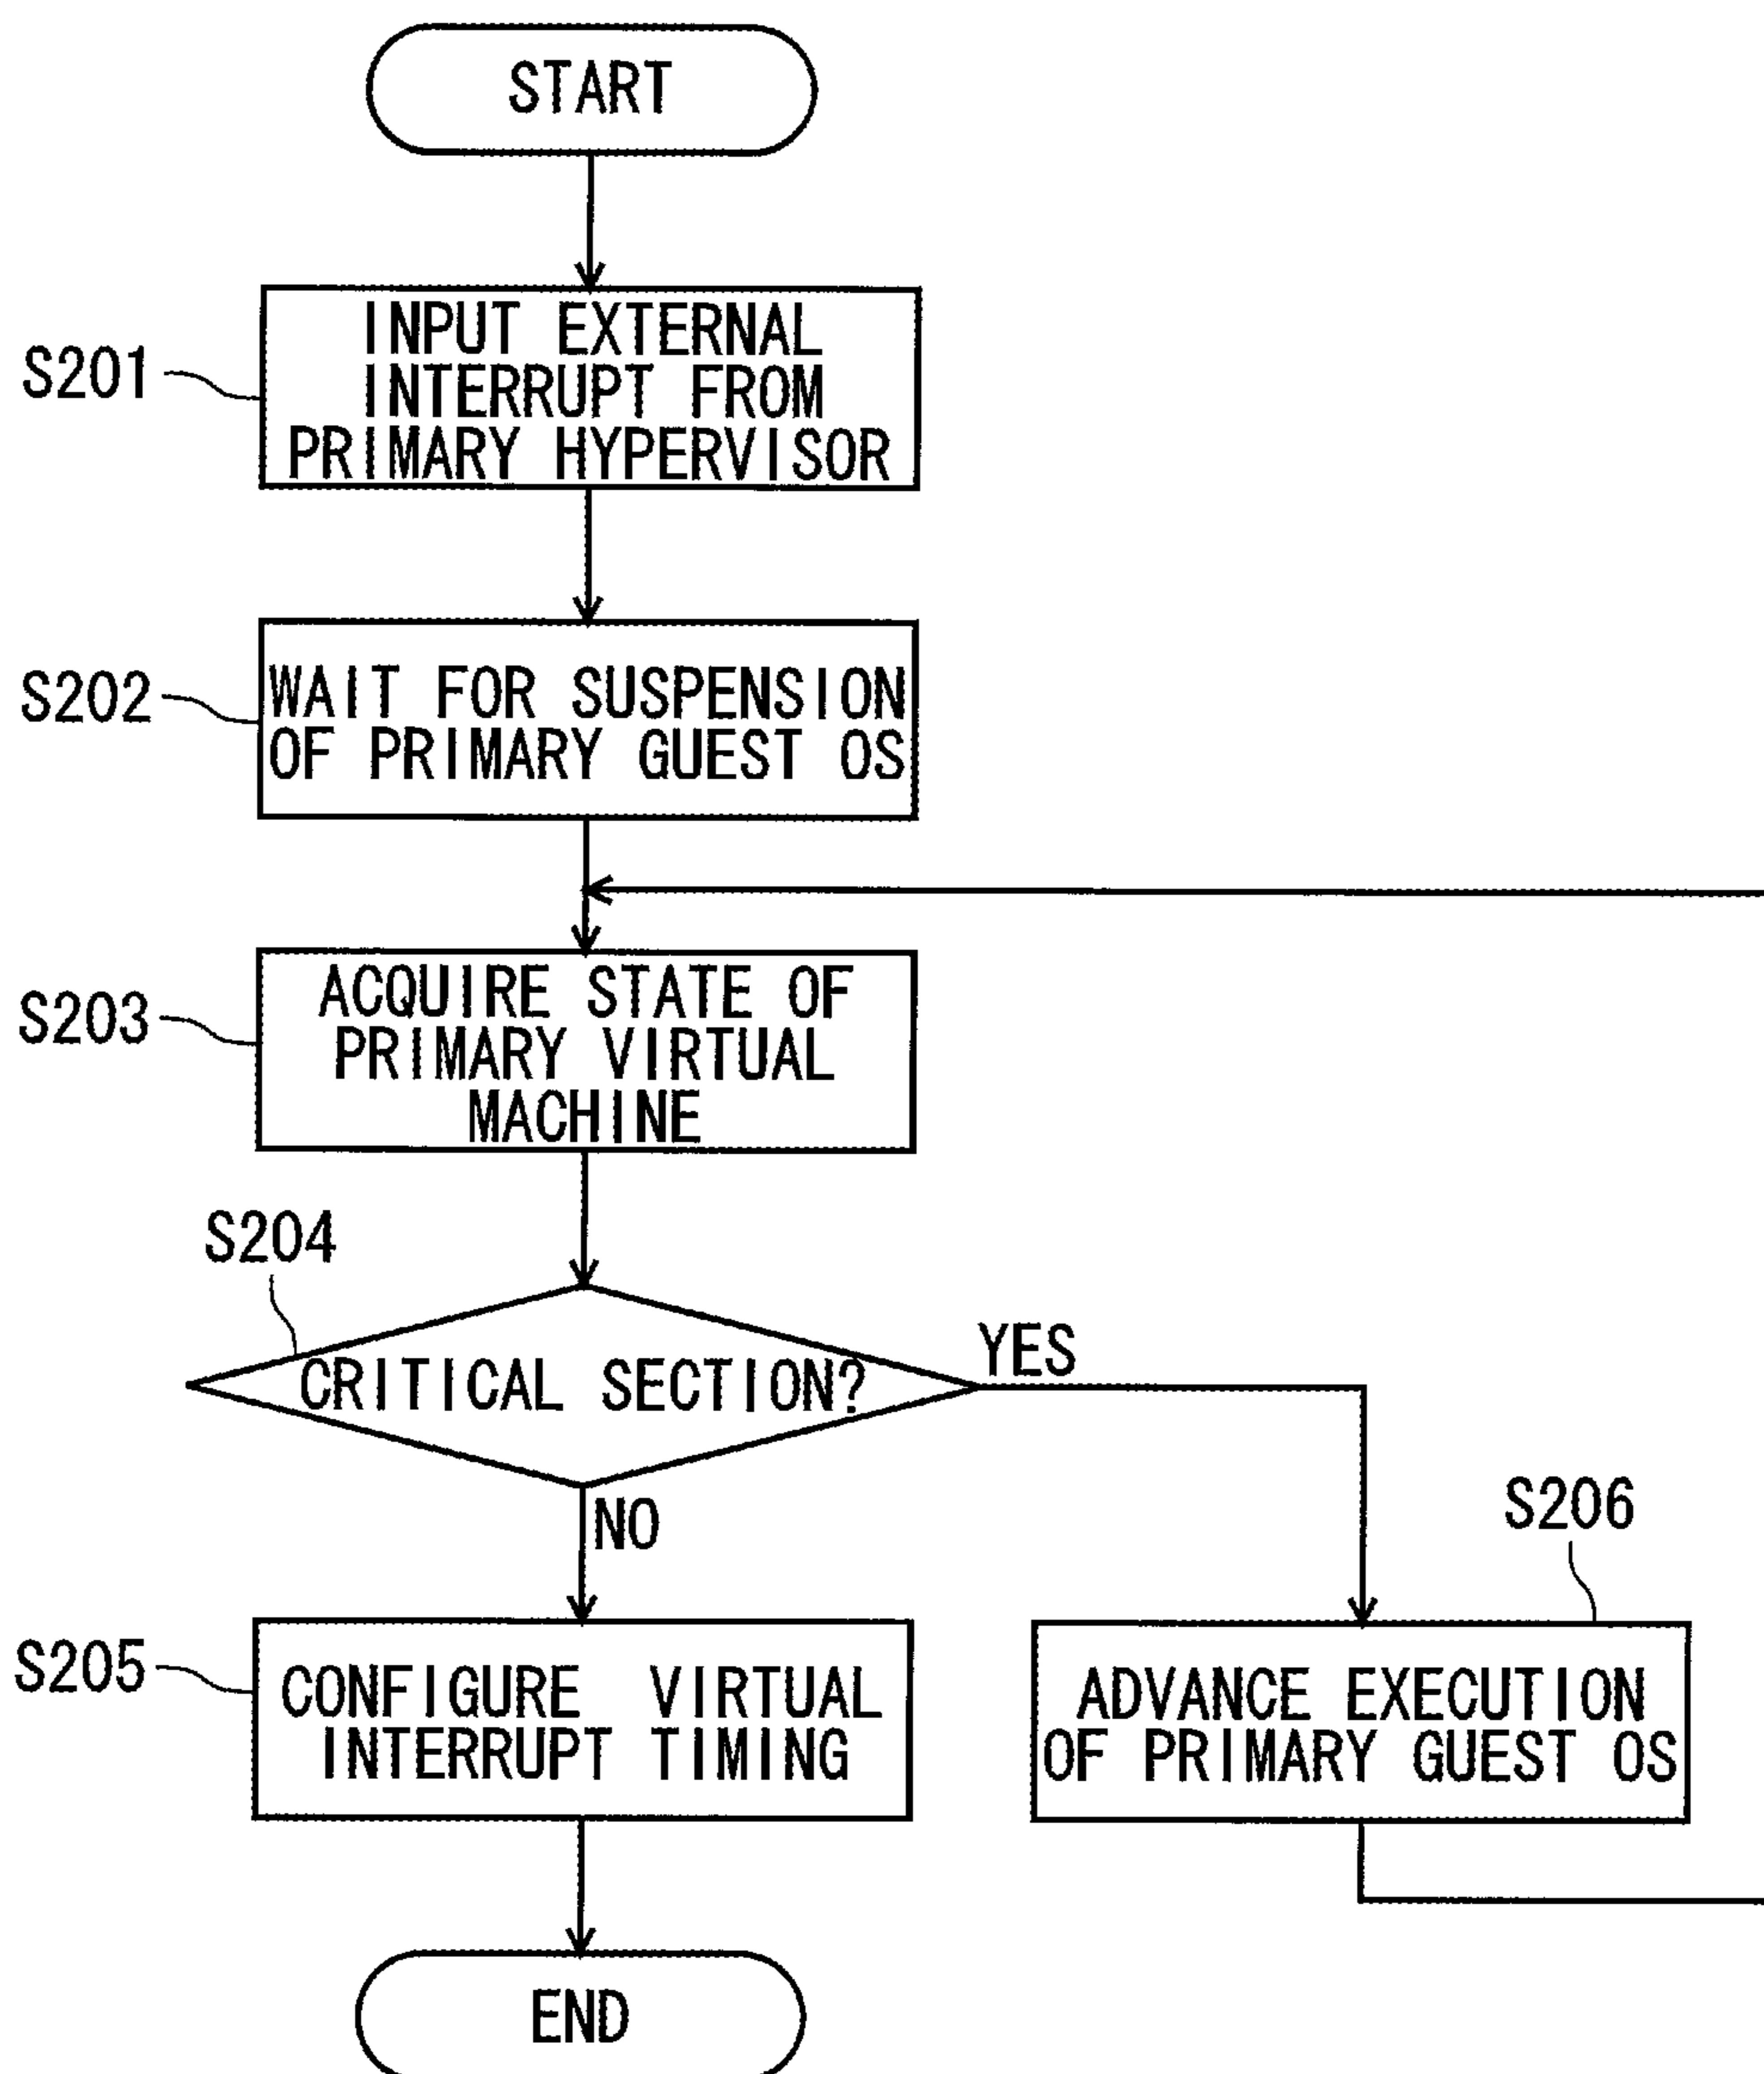 START
S201
INPUT EXTERNAL
INTERRUPT FROM
PRIMARY HYPERVISOR
S202
WAIT FOR SUSPENSION
OF PRIMARY GUEST OS
S203
ACQUIRE STATE OF
PRIMARY VIRTUAL
MACHINE
S204
CRITICAL SECTION?
YES
NO
S205
CONFIGURE VIRTUAL
INTERRUPT TIMING
S206
ADVANCE EXECUTION
OF PRIMARY GUEST OS
END